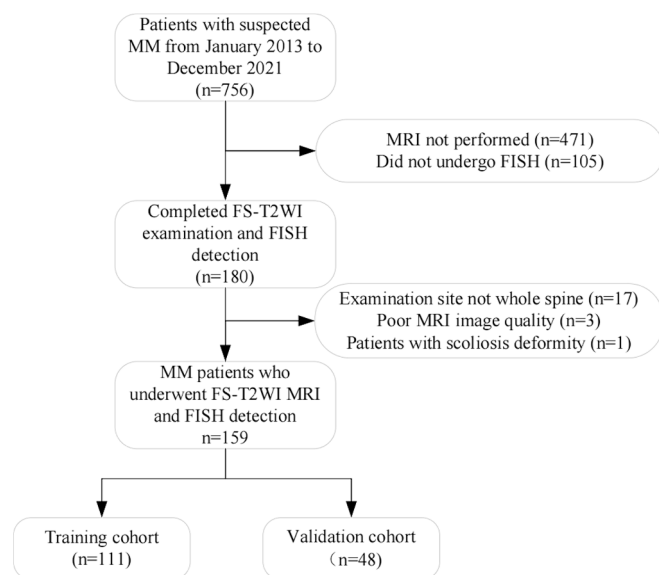 Patients with suspected
MM from January 2013 to
December 2021
(n=756)
MRI not performed (n=471)
Did not undergo FISH (n=105)
Completed FS-T2WI
examination and FISH
detection
(n=180)
Examination site not whole spine (n=17)
Poor MRI image quality (n=3)
Patients with scoliosis deformity (n=1)
MM patients who
underwent FS-T2WI MRI
and FISH detection
n=159
Training cohort
(n=111)
Validation cohort
（n=48)